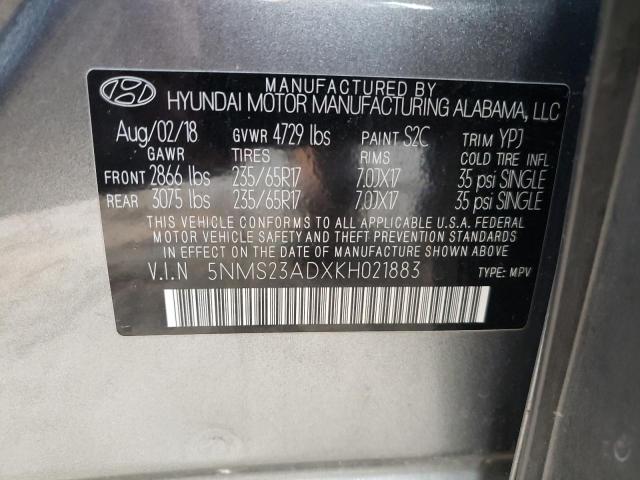 MANUFACTURED BY
HYUNDAI MOTOR MANUFACTURING ALABAMA, LLC
Aug/02/18 GVWR 4729 lbs PAINT S2C TRIM YPJ
GAWR TIRES RIMS COLD TIRE INFL
FRONT 2866 lbs 235/65R17 7.0JX17 35 psi SINGLE
REAR 3075 lbs 235/65R17 7.0JX17 35 psi SINGLE
THIS VEHICLE CONFORMS TO ALL APPLICABLE U.S.A. FEDERAL
MOTOR VEHICLE SAFETY AND THEFT PREVENTION STANDARDS
IN EFFECT ON THE DATE OF MANUFACTURE SHOWN ABOVE
V.I.N 5NMS23ADXKH021883 TYPE: MPV